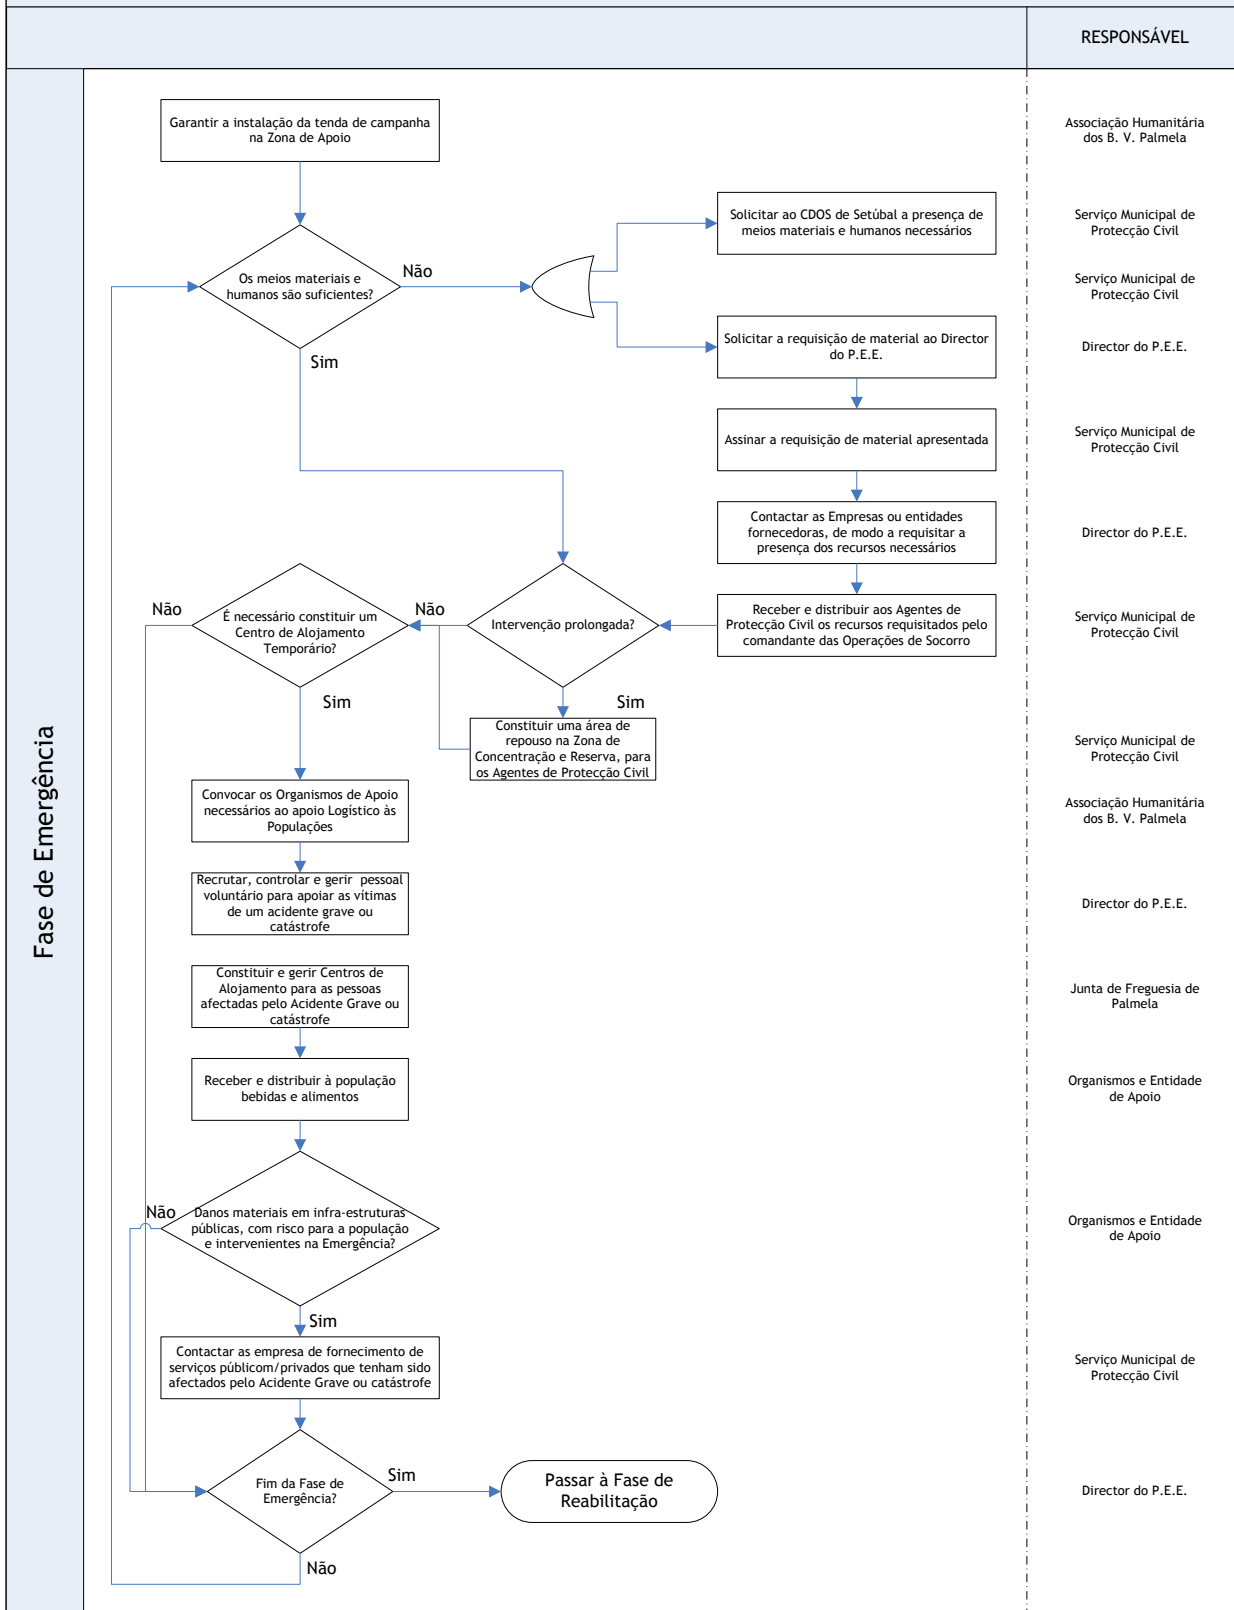 RESPONSÁVEL
Fase de Emergência
Garantir a instalação da tenda de campanha
na Zona de Apoio
Associação Humanitária
dos B. V. Palmela
Solicitar ao CDOS de Setúbal a presença de
meios materiais e humanos necessários
Serviço Municipal de
Protecção Civil
Os meios materiais e
humanos são suficientes?
Não
Sim
Serviço Municipal de
Protecção Civil
Solicitar a requisição de material ao Director
do P.E.E.
Director do P.E.E.
Assinar a requisição de material apresentada
Serviço Municipal de
Protecção Civil
Contactar as Empresas ou entidades
fornecedoras, de modo a requisitar a
presença dos recursos necessários
Director do P.E.E.
Receber e distribuir aos Agentes de
Protecção Civil os recursos requisitados pelo
comandante das Operações de Socorro
Serviço Municipal de
Protecção Civil
Intervenção prolongada?
Não
Sim
É necessário constituir um
Centro de Alojamento
Temporário?
Não
Sim
Constituir uma área de
repouso na Zona de
Concentração e Reserva, para
os Agentes de Protecção Civil
Serviço Municipal de
Protecção Civil
Convocar os Organismos de Apoio
necessários ao apoio Logístico às
Populações
Associação Humanitária
dos B. V. Palmela
Recrutar, controlar e gerir pessoal
voluntário para apoiar as vítimas
de um acidente grave ou
catástrofe
Director do P.E.E.
Constituir e gerir Centros de
Alojamento para as pessoas
afectadas pelo Acidente Grave ou
catástrofe
Junta de Freguesia de
Palmela
Receber e distribuir à população
bebidas e alimentos
Organismos e Entidade
de Apoio
Não
Danos materiais em infra-estruturas
públicas, com risco para a população
e intervenientes na Emergência?
Sim
Organismos e Entidade
de Apoio
Contactar as empresa de fornecimento de
serviços públicom/privados que tenham sido
afectados pelo Acidente Grave ou catástrofe
Serviço Municipal de
Protecção Civil
Fim da Fase de
Emergência?
Sim
Não
Passar à Fase de
Reabilitação
Director do P.E.E.